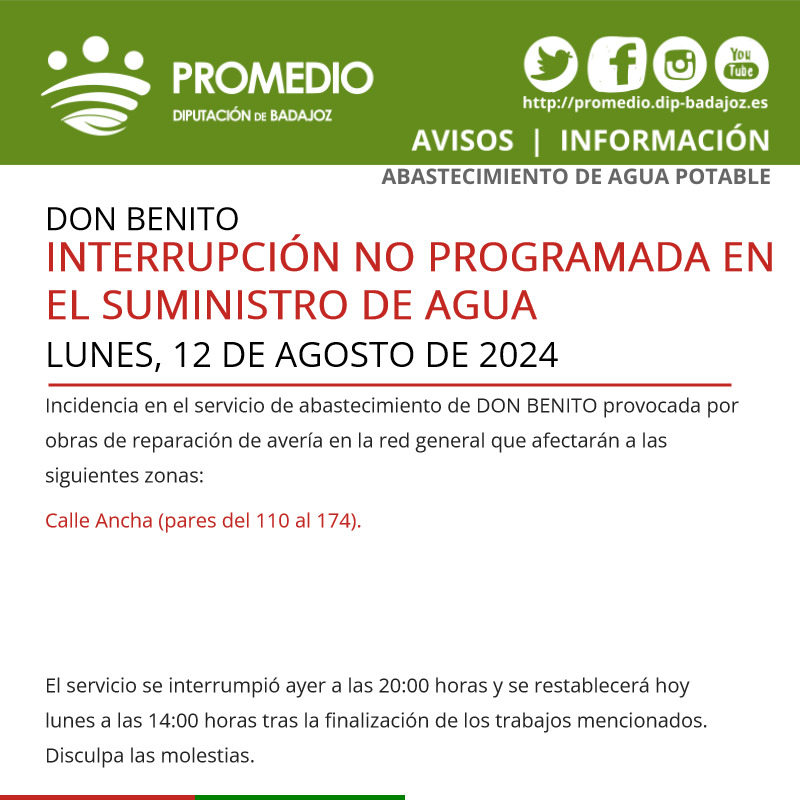 PROMEDIO
DIPUTACIÓN DE BADAJOZ
You
Tube
http://promedio.dip-badajoz.es
AVISOS | INFORMACIÓN
ABASTECIMIENTO DE AGUA POTABLE
DON BENITO
INTERRUPCIÓN NO PROGRAMADA EN
EL SUMINISTRO DE AGUA
LUNES, 12 DE AGOSTO DE 2024
Incidencia en el servicio de abastecimiento de DON BENITO provocada por
obras de reparación de avería en la red general que afectarán a las
siguientes zonas:
Calle Ancha (pares del 110 al 174).
El servicio se interrumpió ayer a las 20:00 horas y se restablecerá hoy
lunes a las 14:00 horas tras la finalización de los trabajos mencionados.
Disculpa las molestias.